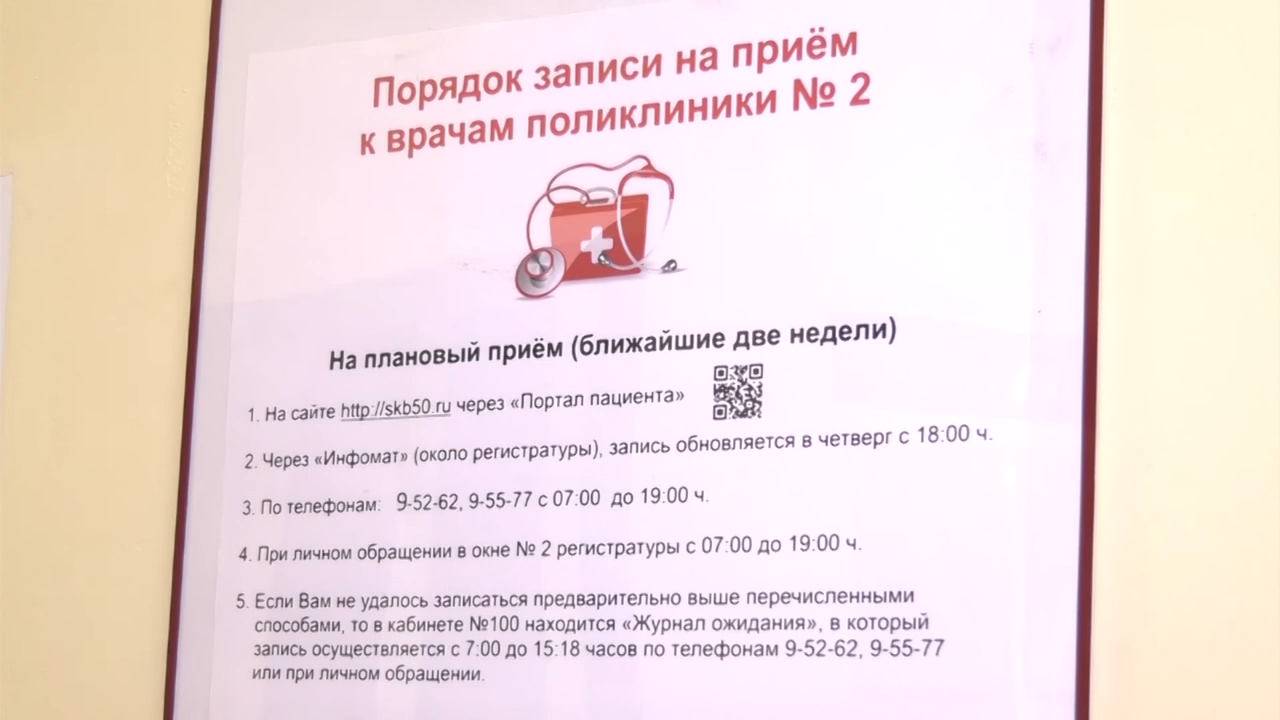 Порядок записи на приём
к врачам поликлиники № 2
На плановый приём (ближайшие две недели)
1. На сайте http://skb50.ru через «Портал пациента»
2. Через «Инфомат» (около регистратуры), запись обновляется в четверг с 18:00 ч.
3. По телефонам: 9-52-62, 9-55-77 с 07:00 до 19:00 ч.
4. При личном обращении в окне № 2 регистратуры с 07:00 до 19:00 ч.
5. Если Вам не удалось записаться предварительно выше перечисленными
способами, то в кабинете №100 находится «Журнал ожидания», в который
запись осуществляется с 7:00 до 15:18 часов по телефонам 9-52-62, 9-55-77
или при личном обращении.